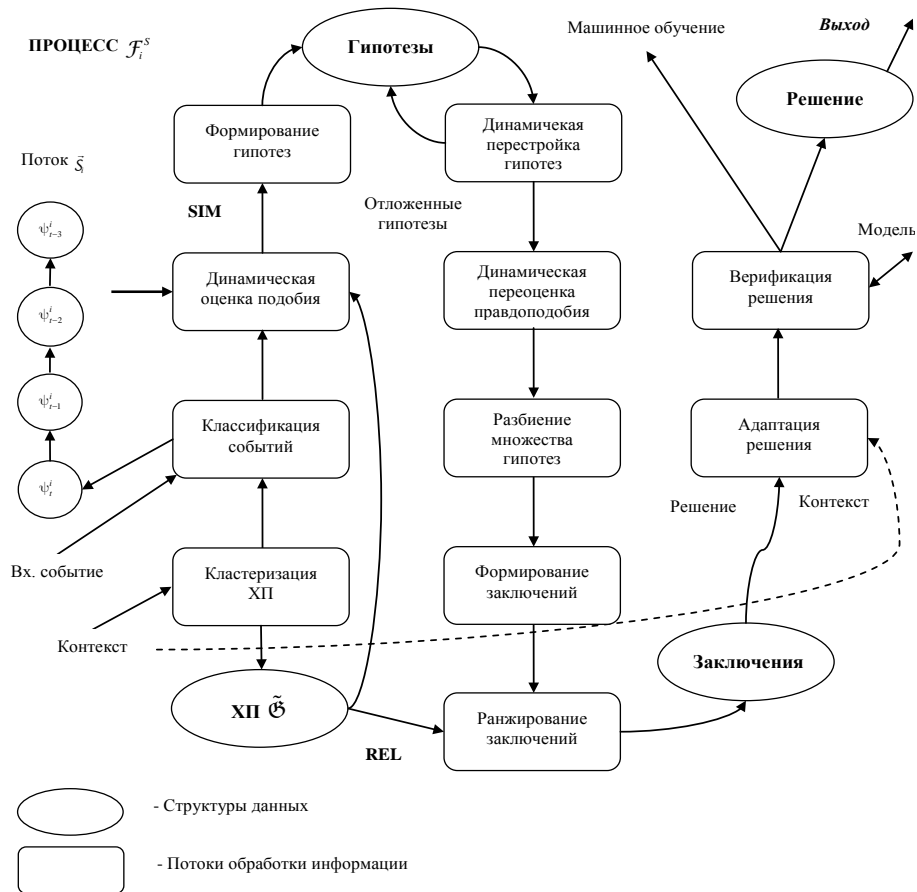 ПРОЦЕСС ℱᵢˢ
Гипотезы
Машинное обучение
Выход
Решение
Формирование
гипотез
Динамичекая
перестройка
гипотез
Поток S̃ᵢ
SIM
Отложенные
гипотезы
ψⁱₜ₋₃
ψⁱₜ₋₂
ψⁱₜ₋₁
ψⁱₜ
Динамическая
оценка подобия
Динамическая
переоценка
правдоподобия
Верификация
решения
Модель
Классификация
событий
Разбиение
множества
гипотез
Адаптация
решения
Решение
Контекст
Вх. событие
Кластеризация
ХП
Формирование
заключений
Контекст
Заключения
ХП 𝔊̃
REL
Ранжирование
заключений
- Структуры данных
- Потоки обработки информации